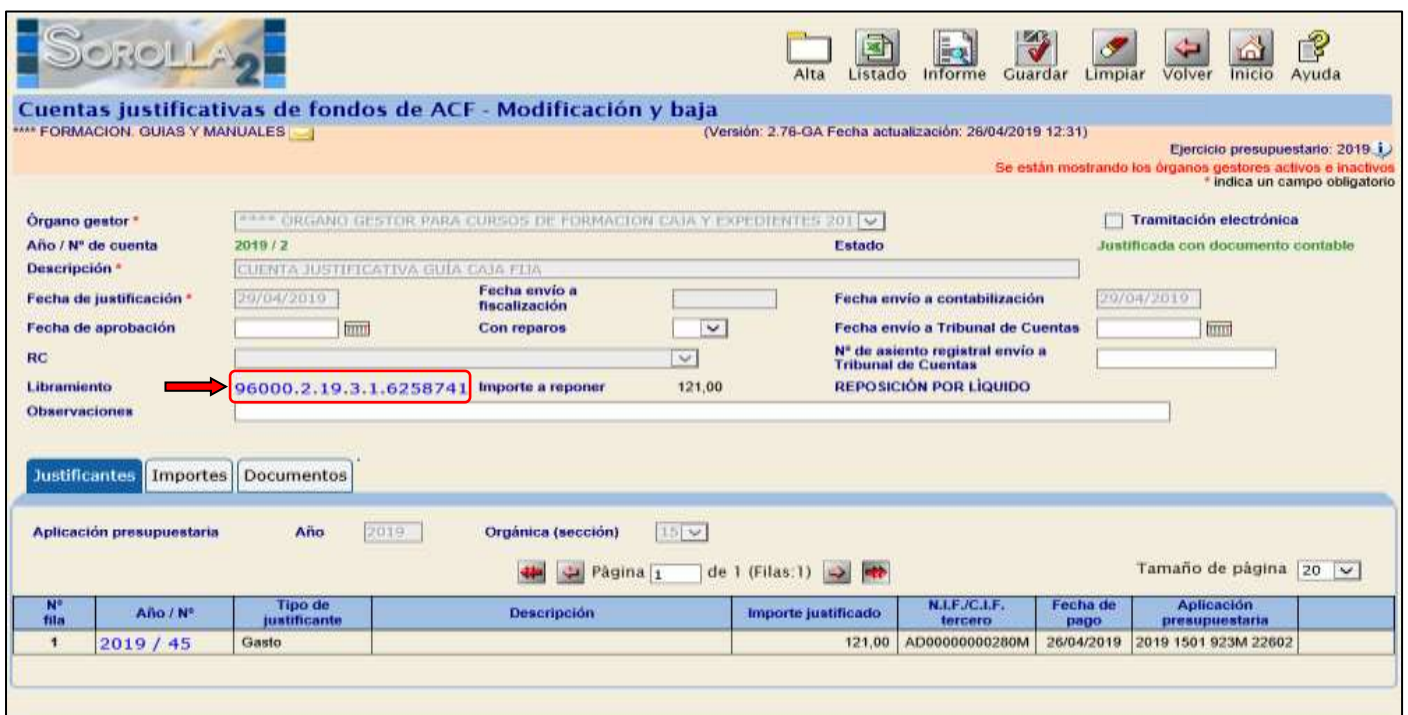 SOROLLA2
Alta Listado Informe Guardar Limpiar Volver Inicio Ayuda
Cuentas justificativas de fondos de ACF - Modificación y baja
**** FORMACION. GUIAS Y MANUALES (Versión: 2.76-GA Fecha actualización: 26/04/2019 12:31)
Ejercicio presupuestario: 2019
Se están mostrando los órganos gestores activos e inactivos
* indica un campo obligatorio
Órgano gestor * **** ORGANO GESTOR PARA CURSOS DE FORMACION CAJA Y EXPEDIENTES 201 Tramitación electrónica
Año / Nº de cuenta 2019 / 2 Estado Justificada con documento contable
Descripción * CUENTA JUSTIFICATIVA GUÍA CAJA FIJA
Fecha de justificación * 29/04/2019 Fecha envío a fiscalización Fecha envío a contabilización 29/04/2019
Fecha de aprobación Con reparos Fecha envío a Tribunal de Cuentas
RC Nº de asiento registral envío a Tribunal de Cuentas
Libramiento 96000.2.19.3.1.6258741 Importe a reponer 121,00 REPOSICIÓN POR LÌQUIDO
Observaciones
Justificantes Importes Documentos
Aplicación presupuestaria Año 2019 Orgánica (sección) 15
Página 1 de 1 (Filas:1) Tamaño de página 20
Nº fila Año / Nº Tipo de justificante Descripción Importe justificado N.I.F./C.I.F. tercero Fecha de pago Aplicación presupuestaria
1 2019 / 45 Gasto 121,00 AD00000000280M 26/04/2019 2019 1501 923M 22602